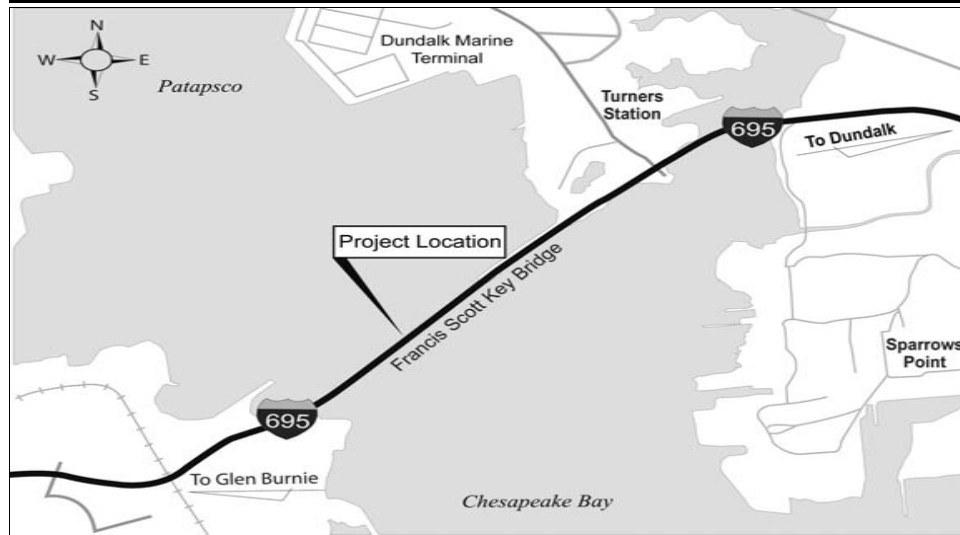 N
W E
S
Patapsco
Dundalk Marine
Terminal
Turners
Station
695
To Dundalk
Project Location
Francis Scott Key Bridge
Sparrows
Point
695
To Glen Burnie
Chesapeake Bay